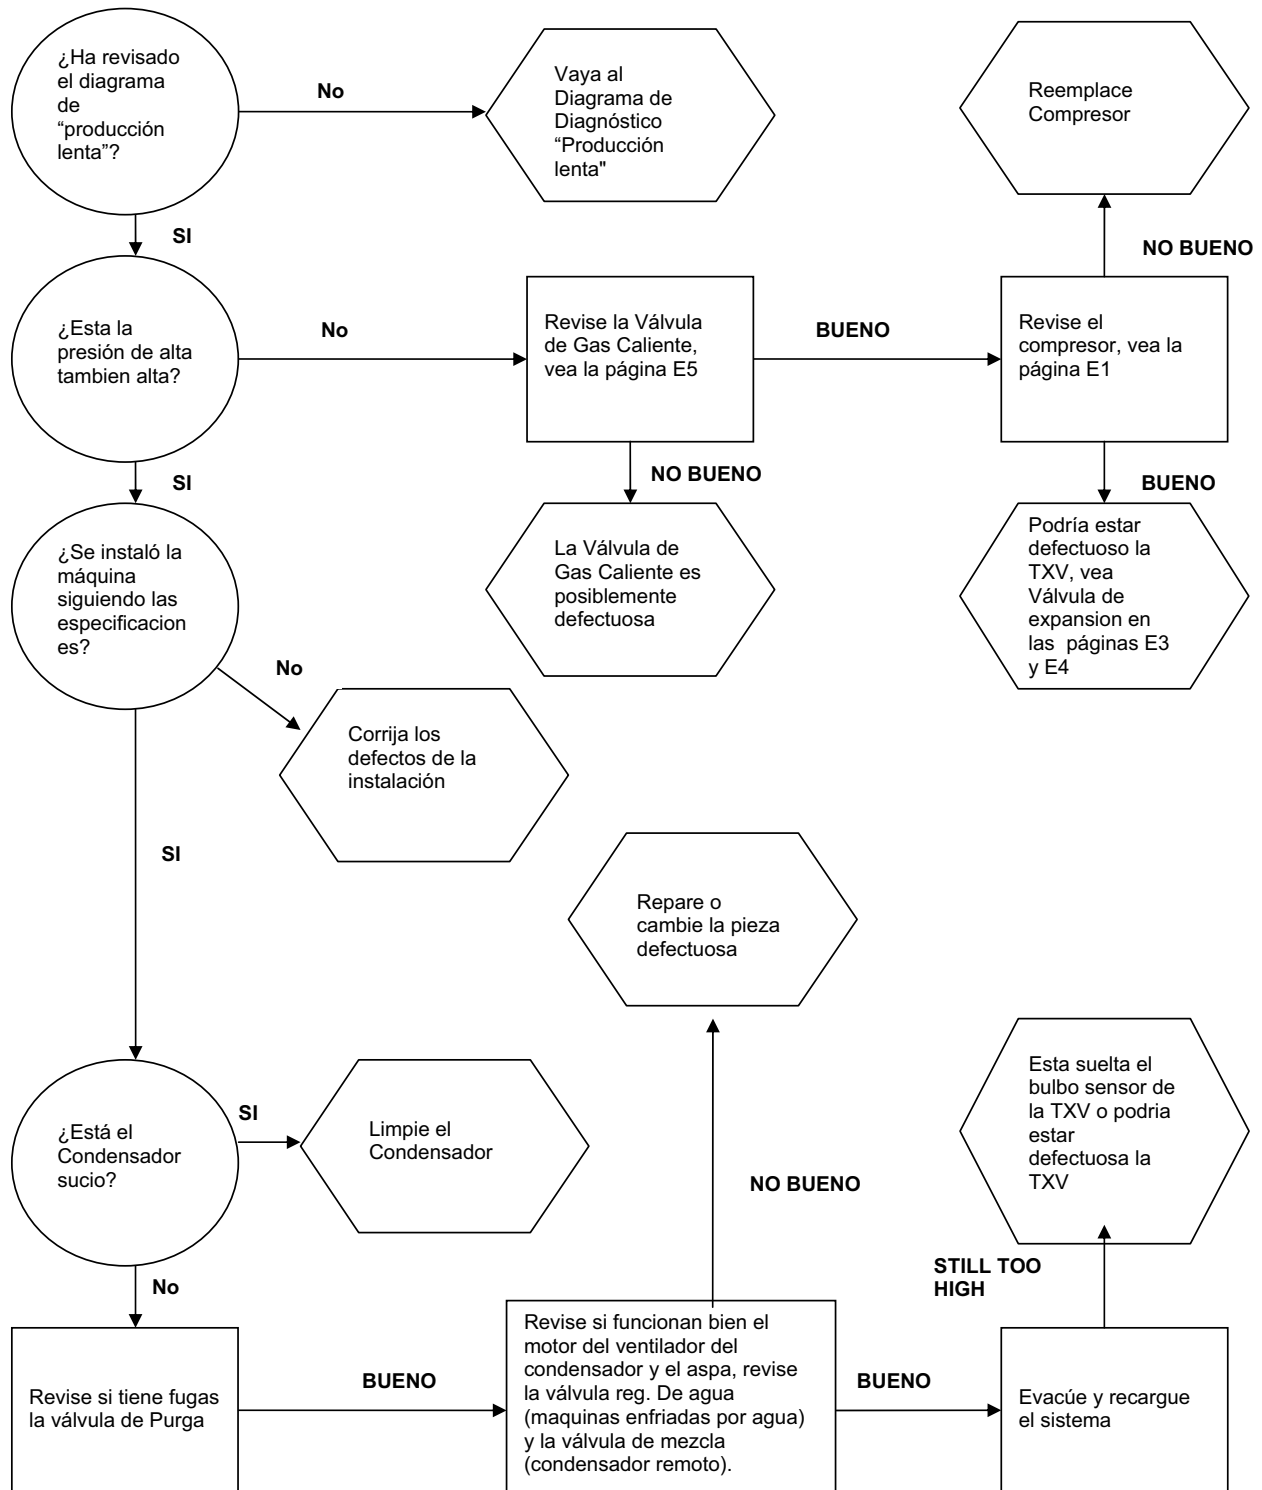 ¿Ha revisado
el diagrama
de
“producción
lenta”?
No
Vaya al
Diagrama de
Diagnóstico
“Producción
lenta"
Reemplace
Compresor
SI
NO BUENO
¿Esta la
presión de alta
tambien alta?
No
Revise la Válvula
de Gas Caliente,
vea la página E5
BUENO
Revise el
compresor, vea la
página E1
SI
NO BUENO
BUENO
¿Se instaló la
máquina
siguiendo las
especificacion
es?
La Válvula de
Gas Caliente es
posiblemente
defectuosa
Podría estar
defectuoso la
TXV, vea
Válvula de
expansion en
las  páginas E3
y E4
No
Corrija los
defectos de la
instalación
SI
Repare o
cambie la pieza
defectuosa
¿Está el
Condensador
sucio?
SI
Limpie el
Condensador
NO BUENO
Esta suelta el
bulbo sensor de
la TXV o podria
estar
defectuosa la
TXV
No
STILL TOO
HIGH
Revise si tiene fugas
la válvula de Purga
BUENO
Revise si funcionan bien el
motor del ventilador del
condensador y el aspa, revise
la válvula reg. De agua
(maquinas enfriadas por agua)
y la válvula de mezcla
(condensador remoto).
BUENO
Evacúe y recargue
el sistema